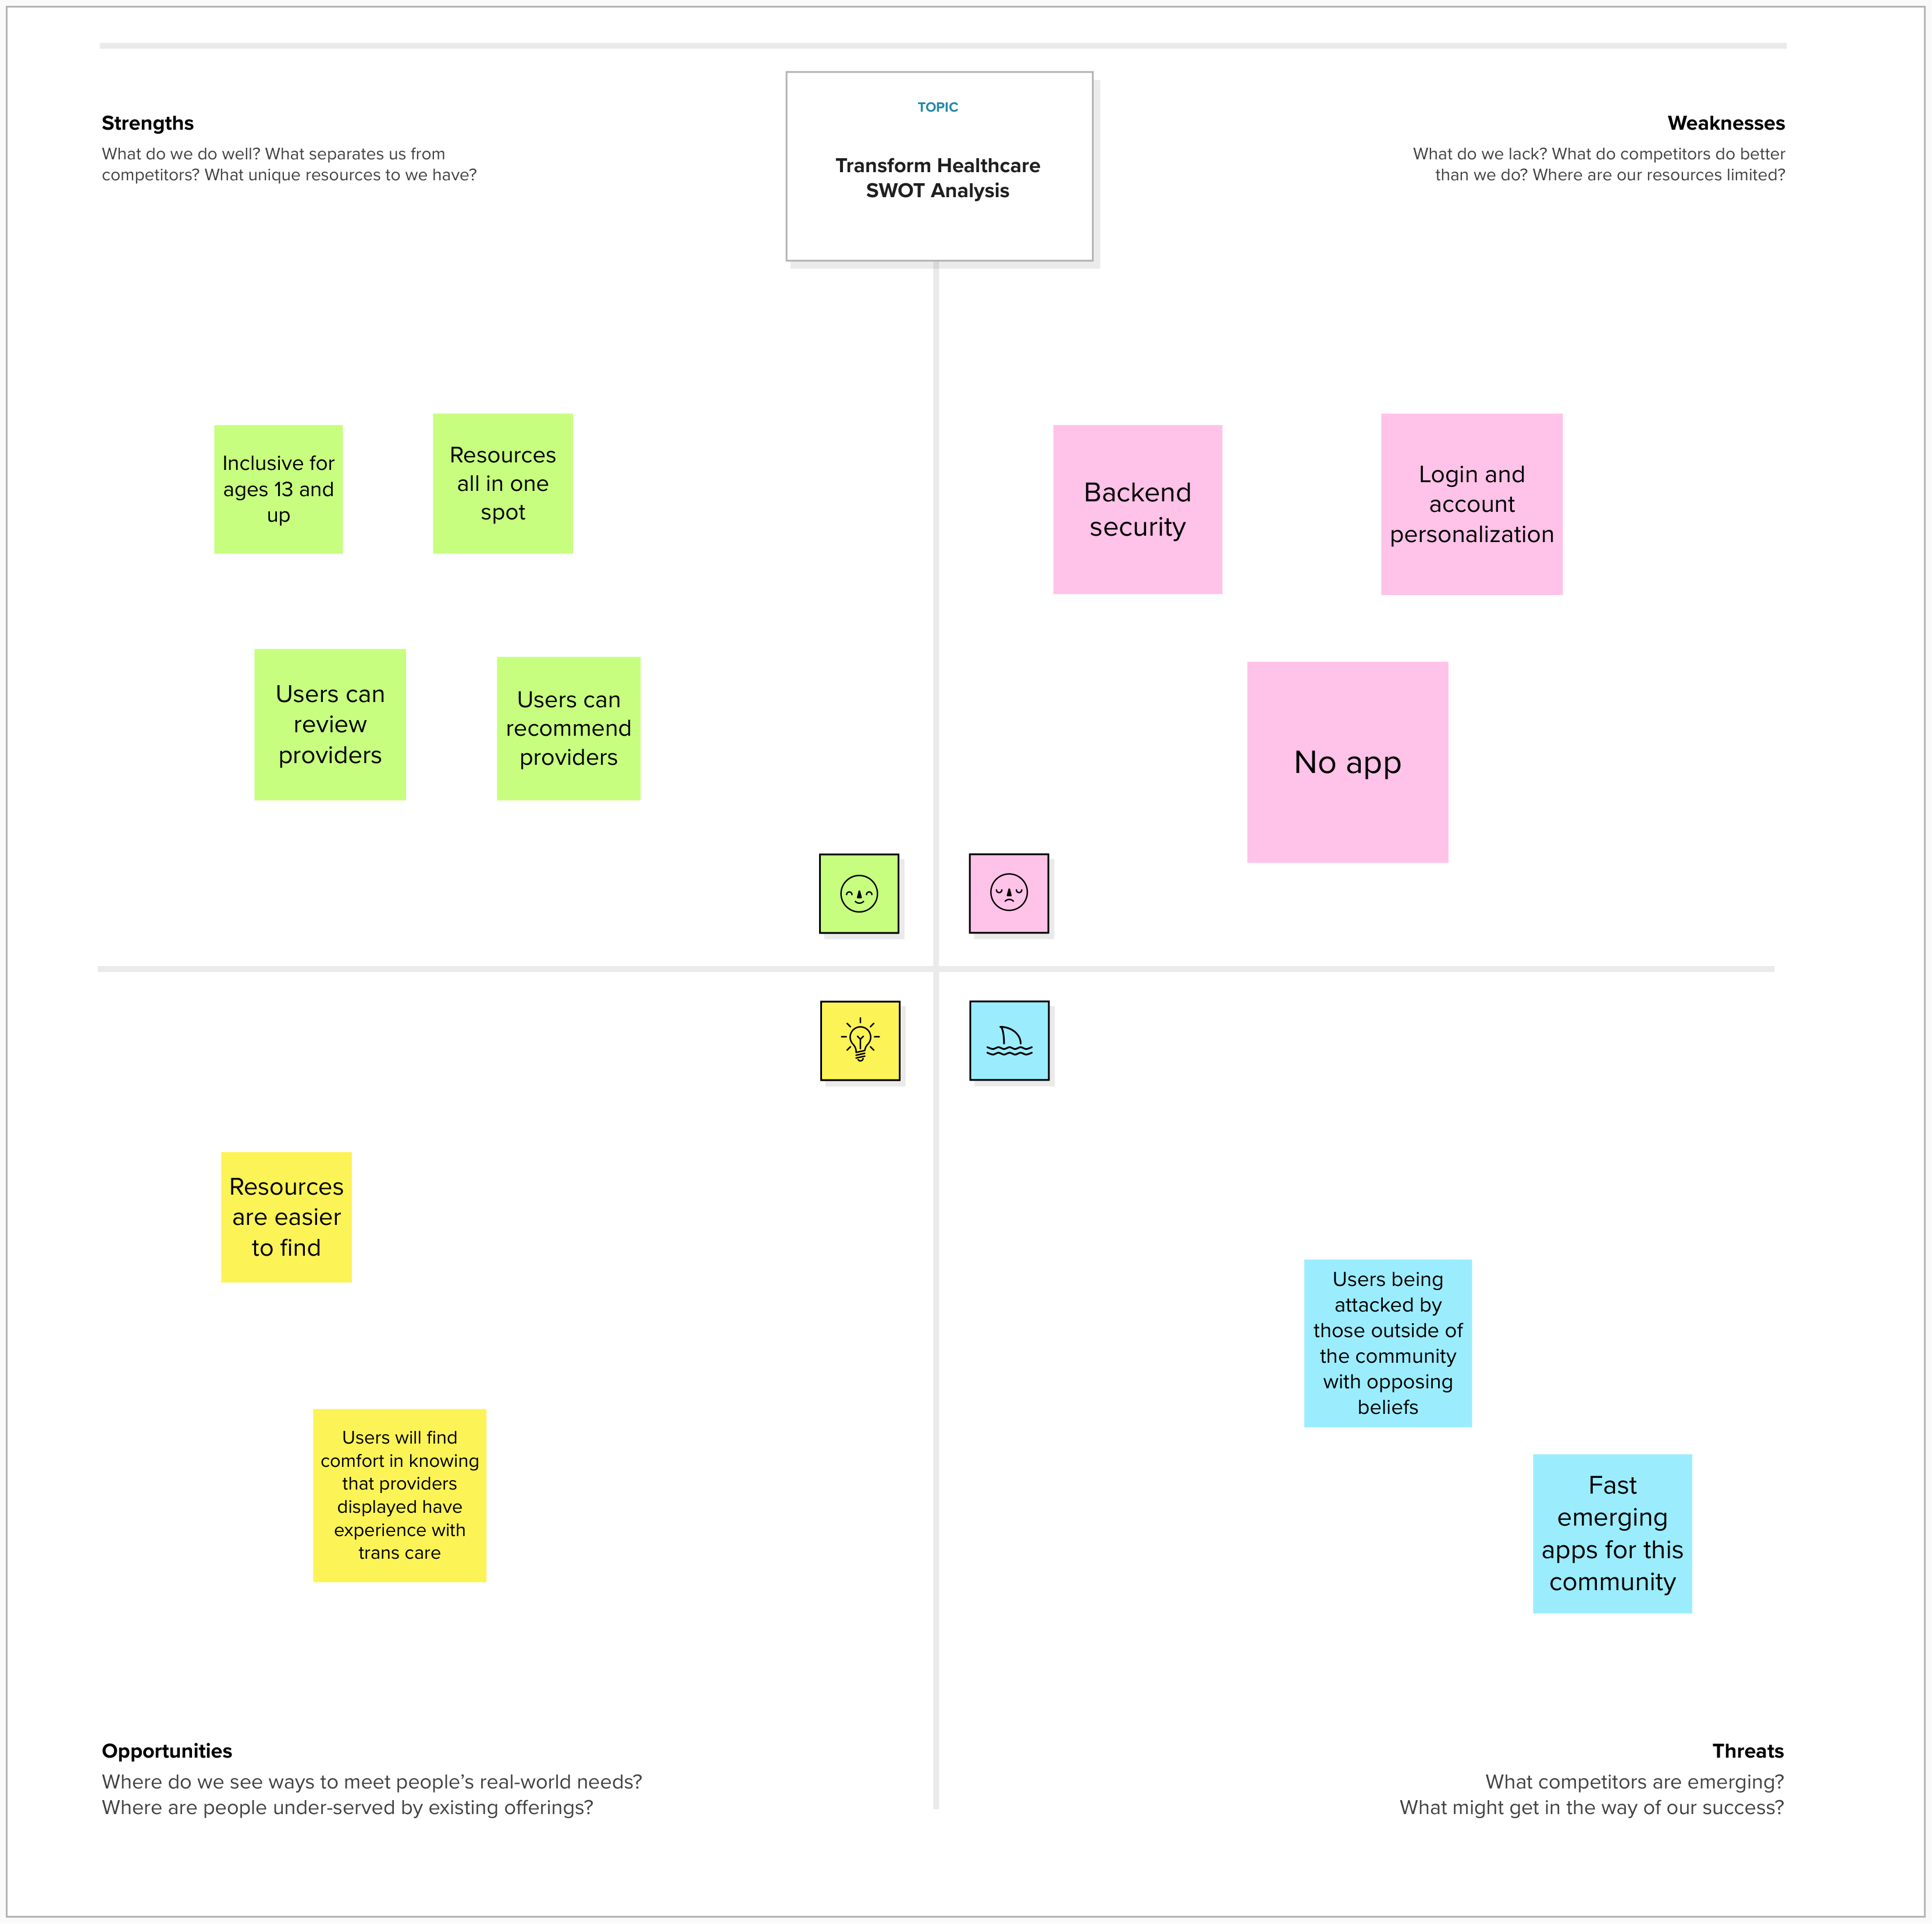 TOPIC
Transform Healthcare
SWOT Analysis
Strengths
What do we do well? What separates us from
competitors? What unique resources to we have?
Weaknesses
What do we lack? What do competitors do better
than we do? Where are our resources limited?
Inclusive for
ages 13 and
up
Resources
all in one
spot
Users can
review
providers
Users can
recommend
providers
Backend
security
Login and
account
personalization
No app
Resources
are easier
to find
Users will find
comfort in knowing
that providers
displayed have
experience with
trans care
Users being
attacked by
those outside of
the community
with opposing
beliefs
Fast
emerging
apps for this
community
Opportunities
Where do we see ways to meet people’s real-world needs?
Where are people under-served by existing offerings?
Threats
What competitors are emerging?
What might get in the way of our success?